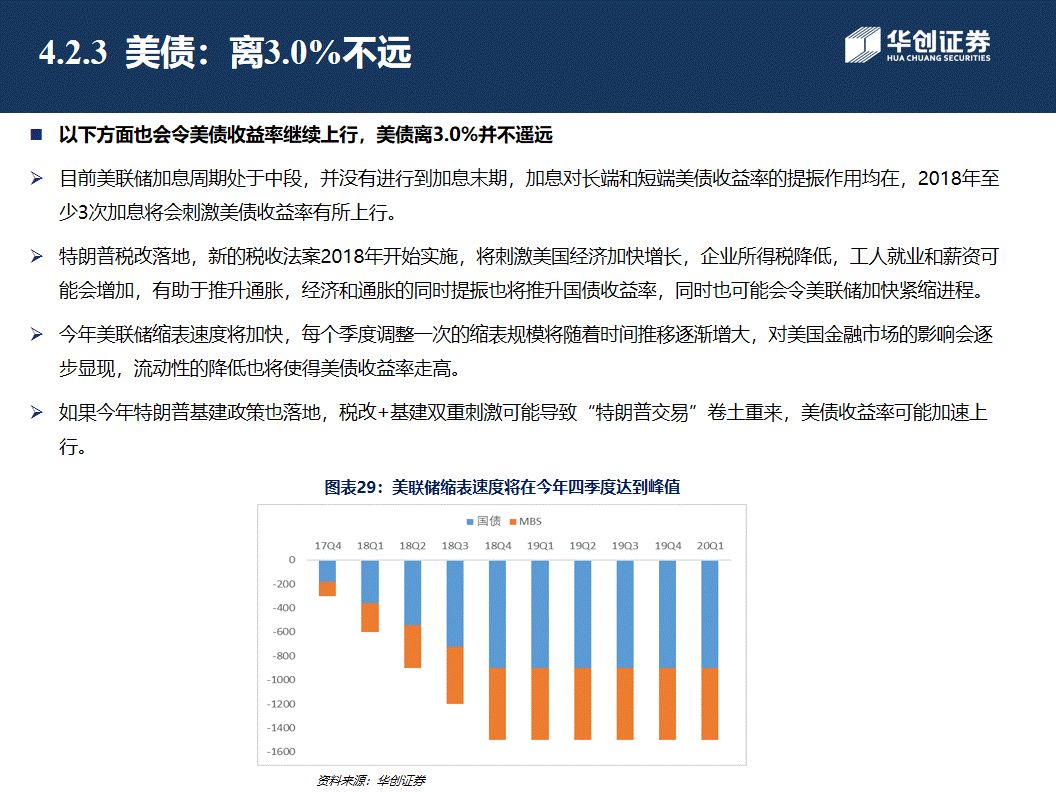 4.2.3 美债：离3.0%不远
华创证券
HUA CHUANG SECURITIES
以下方面也会令美债收益率继续上行，美债离3.0%并不遥远
目前美联储加息周期处于中段，并没有进行到加息末期，加息对长端和短端美债收益率的提振作用均在，2018年至
少3次加息将会刺激美债收益率有所上行。
特朗普税改落地，新的税收法案2018年开始实施，将刺激美国经济加快增长，企业所得税降低，工人就业和薪资可
能会增加，有助于推升通胀，经济和通胀的同时提振也将推升国债收益率，同时也可能会令美联储加快紧缩进程。
今年美联储缩表速度将加快，每个季度调整一次的缩表规模将随着时间推移逐渐增大，对美国金融市场的影响会逐
步显现，流动性的降低也将使得美债收益率走高。
如果今年特朗普基建政策也落地，税改+基建双重刺激可能导致“特朗普交易”卷土重来，美债收益率可能加速上
行。
图表29：美联储缩表速度将在今年四季度达到峰值
国债 MBS
17Q4 18Q1 18Q2 18Q3 18Q4 19Q1 19Q2 19Q3 19Q4 20Q1
0
-200
-400
-600
-800
-1000
-1200
-1400
-1600
资料来源：华创证券